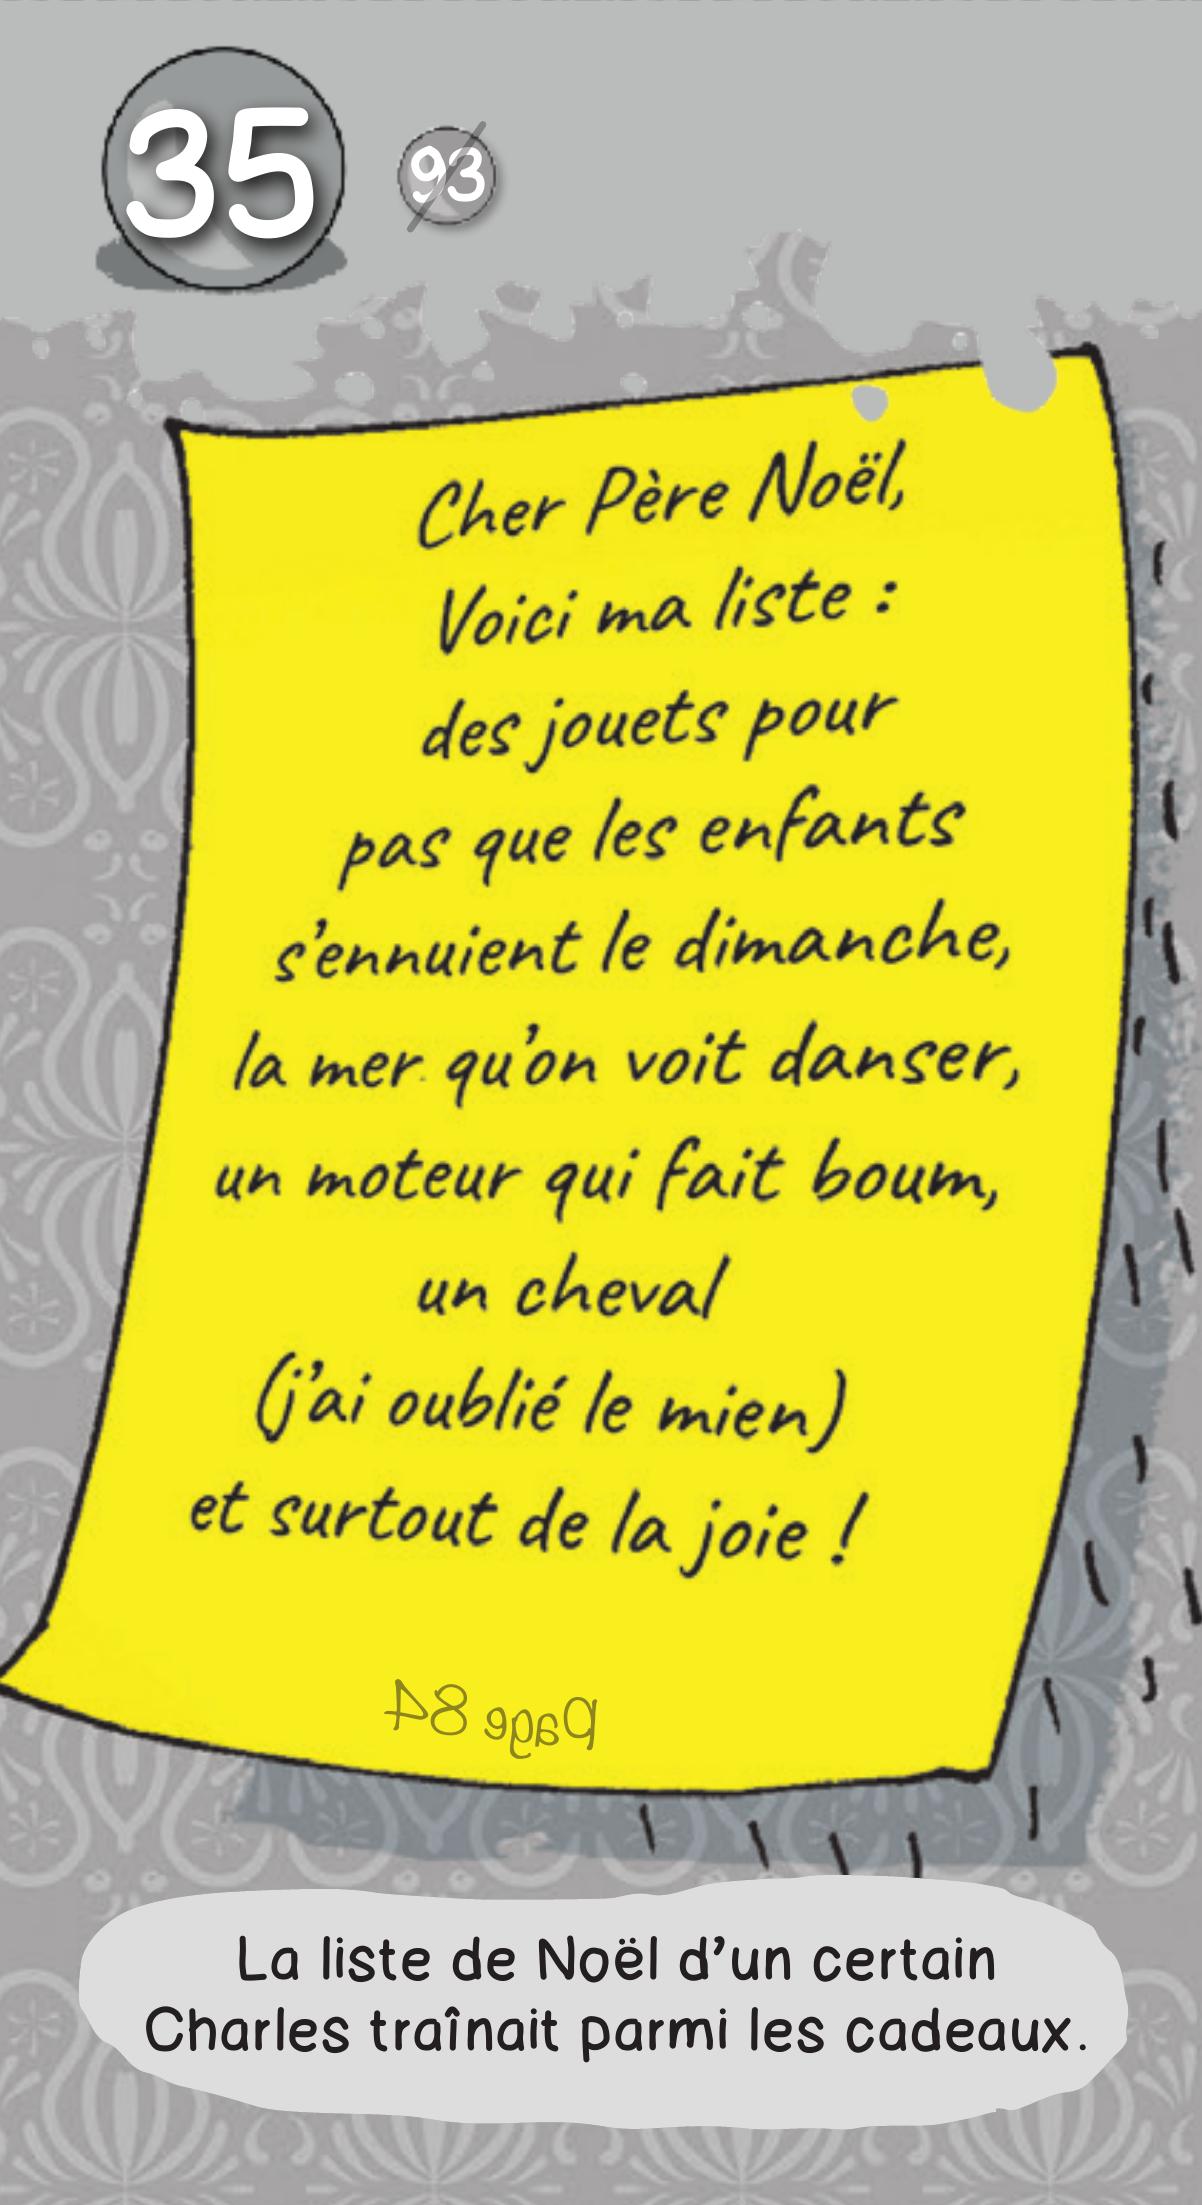 35 93
Cher Père Noël,
Voici ma liste :
des jouets pour
pas que les enfants
s'ennuient le dimanche,
la mer qu'on voit danser,
un moteur qui fait boum,
un cheval
(j'ai oublié le mien)
et surtout de la joie !
page 84
La liste de Noël d'un certain
Charles traînait parmi les cadeaux.